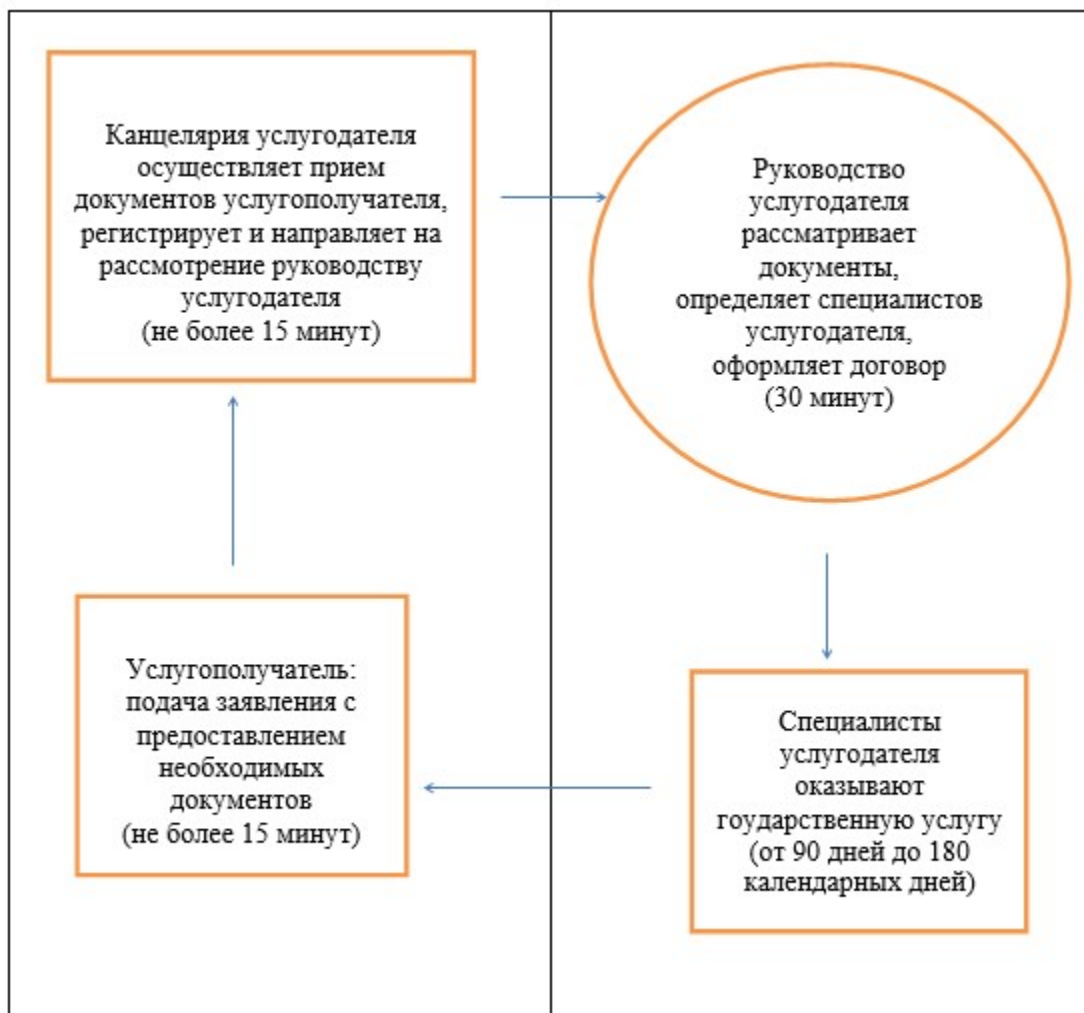 Канцелярия услугодателя
осуществляет прием
документов услугополучателя,
регистрирует и направляет на
рассмотрение руководству
услугодателя
(не более 15 минут)
Руководство
услугодателя
рассматривает
документы,
определяет специалистов
услугодателя,
оформляет договор
(30 минут)
Услугополучатель:
подача заявления с
предоставлением
необходимых
документов
(не более 15 минут)
Специалисты
услугодателя
оказывают
гоударственную услугу
(от 90 дней до 180
календарных дней)